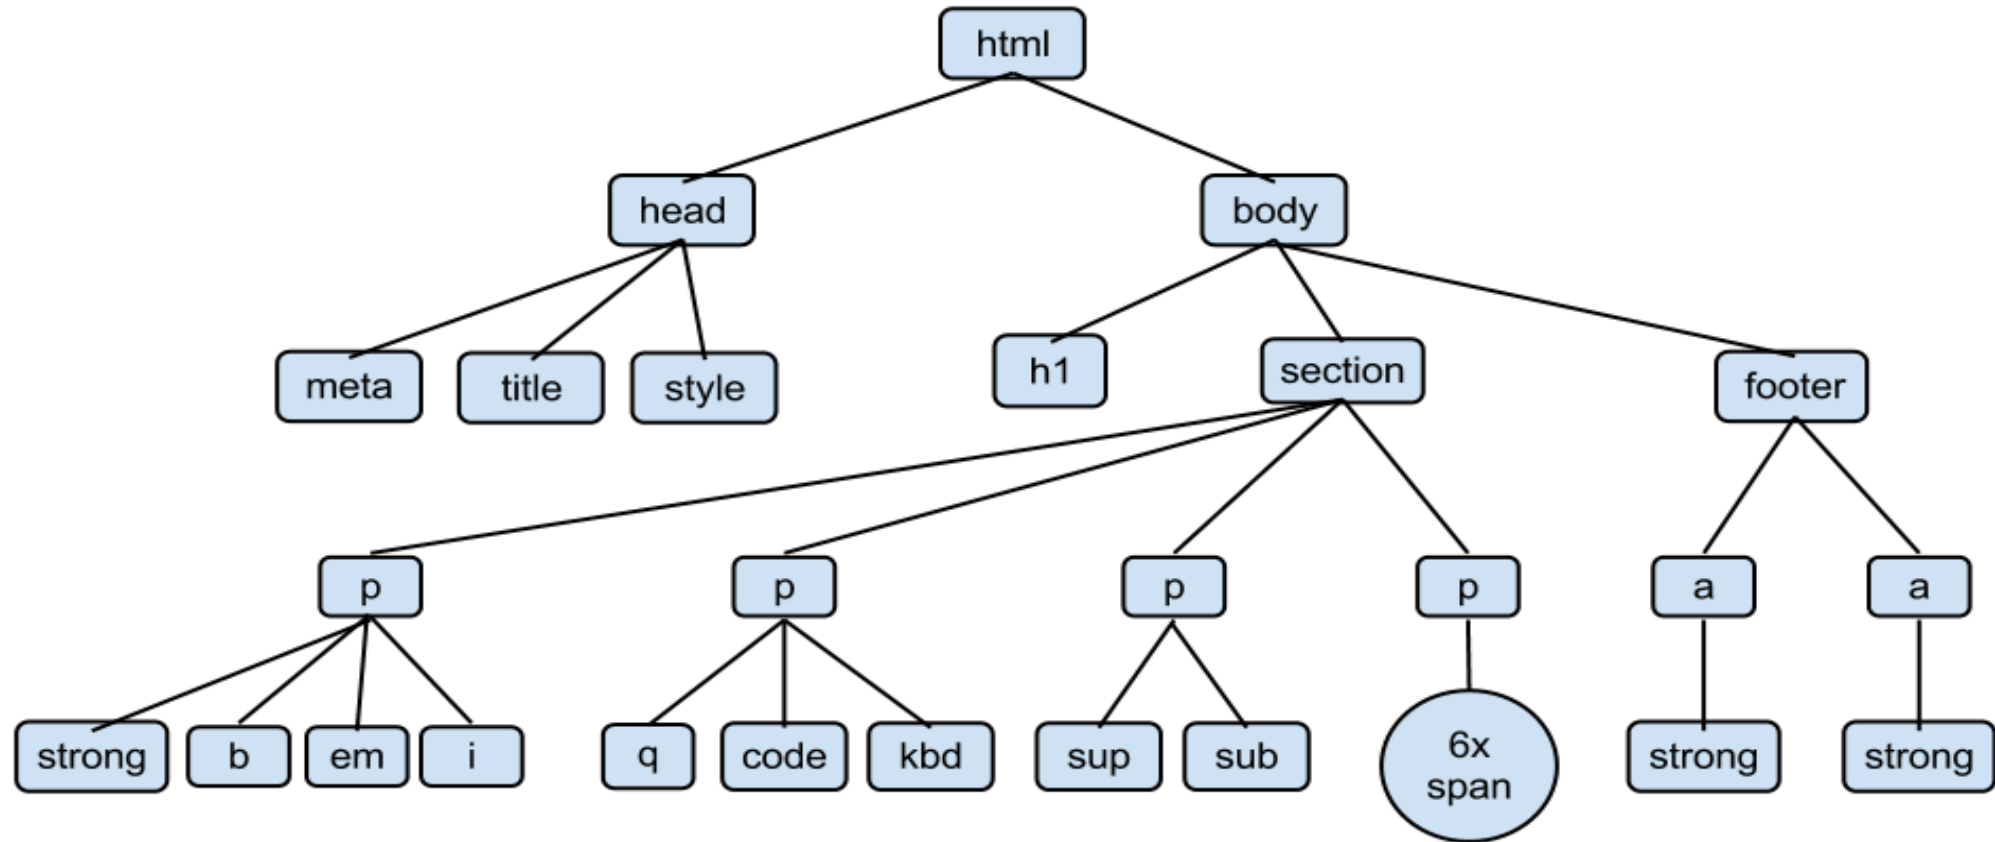 html
head
body
meta
title
style
h1
section
footer
p
p
p
p
a
a
strong
b
em
i
q
code
kbd
sup
sub
6x
span
strong
strong